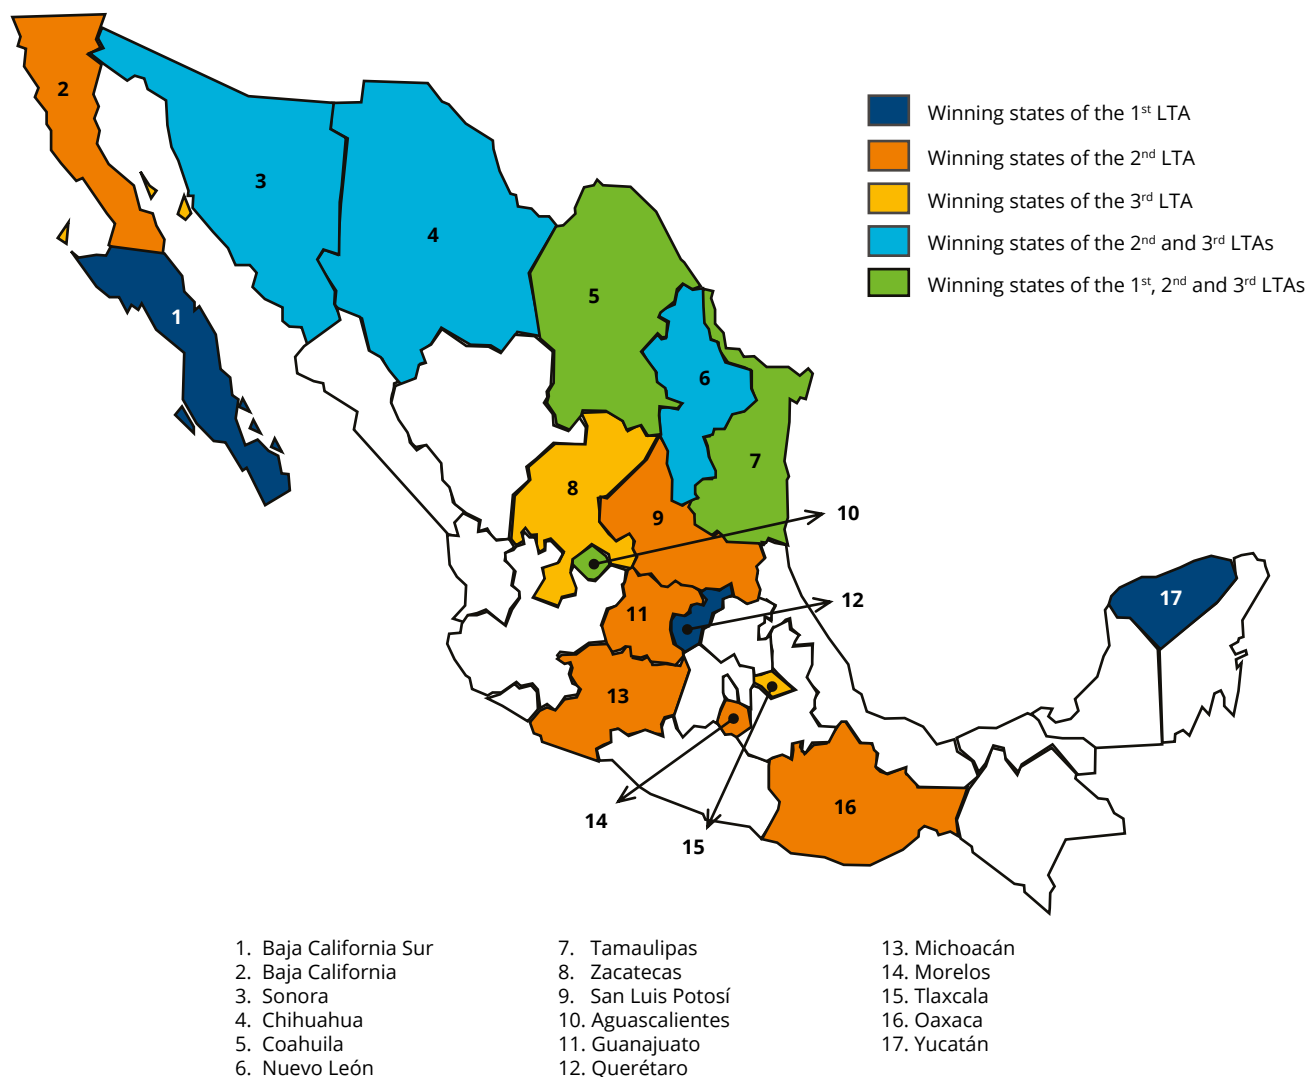 Winning states of the 1st LTA
Winning states of the 2nd LTA
Winning states of the 3rd LTA
Winning states of the 2nd and 3rd LTAs
Winning states of the 1st, 2nd and 3rd LTAs
2
3
4
5
1
6
7
8
9
10
12
11
17
13
14
16
15
1. Baja California Sur
2. Baja California
3. Sonora
4. Chihuahua
5. Coahuila
6. Nuevo León
7. Tamaulipas
8. Zacatecas
9. San Luis Potosí
10. Aguascalientes
11. Guanajuato
12. Querétaro
13. Michoacán
14. Morelos
15. Tlaxcala
16. Oaxaca
17. Yucatán